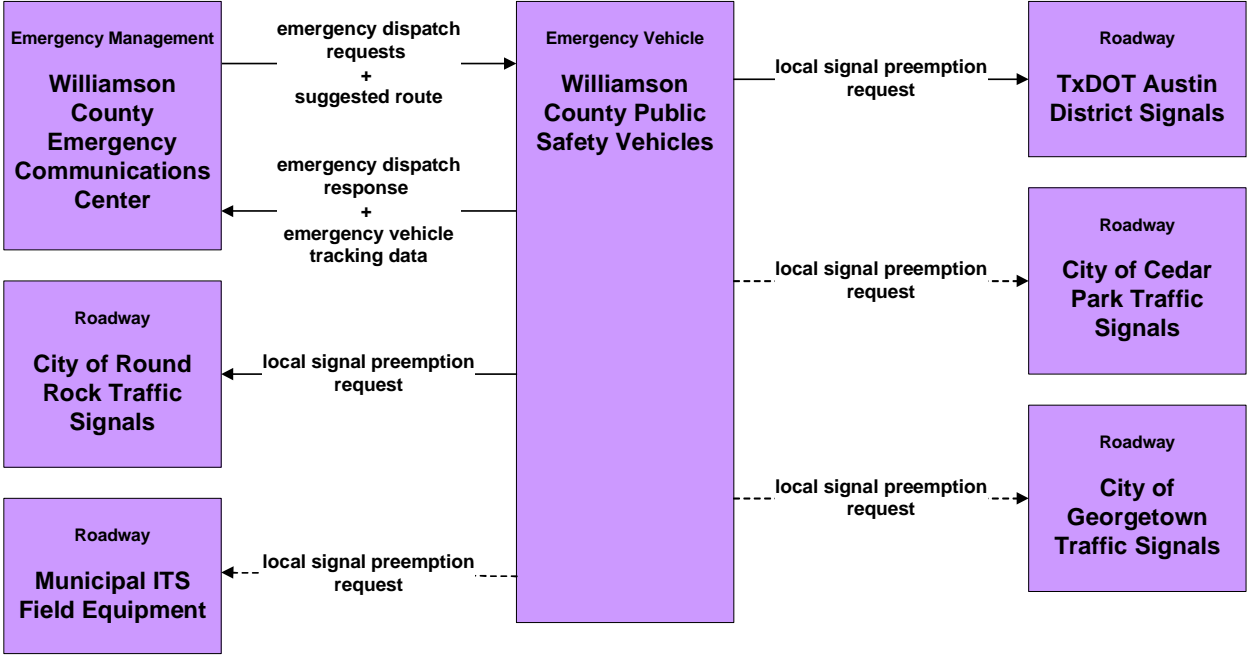 Emergency Management
Williamson
County
Emergency
Communications
Center
emergency dispatch
requests
+
suggested route
emergency dispatch
response
+
emergency vehicle
tracking data
Roadway
City of Round
Rock Traffic
Signals
local signal preemption
request
Roadway
Municipal ITS
Field Equipment
local signal preemption
request
Emergency Vehicle
Williamson
County Public
Safety Vehicles
local signal preemption
request
Roadway
TxDOT Austin
District Signals
local signal preemption
request
Roadway
City of Cedar
Park Traffic
Signals
local signal preemption
request
Roadway
City of
Georgetown
Traffic Signals